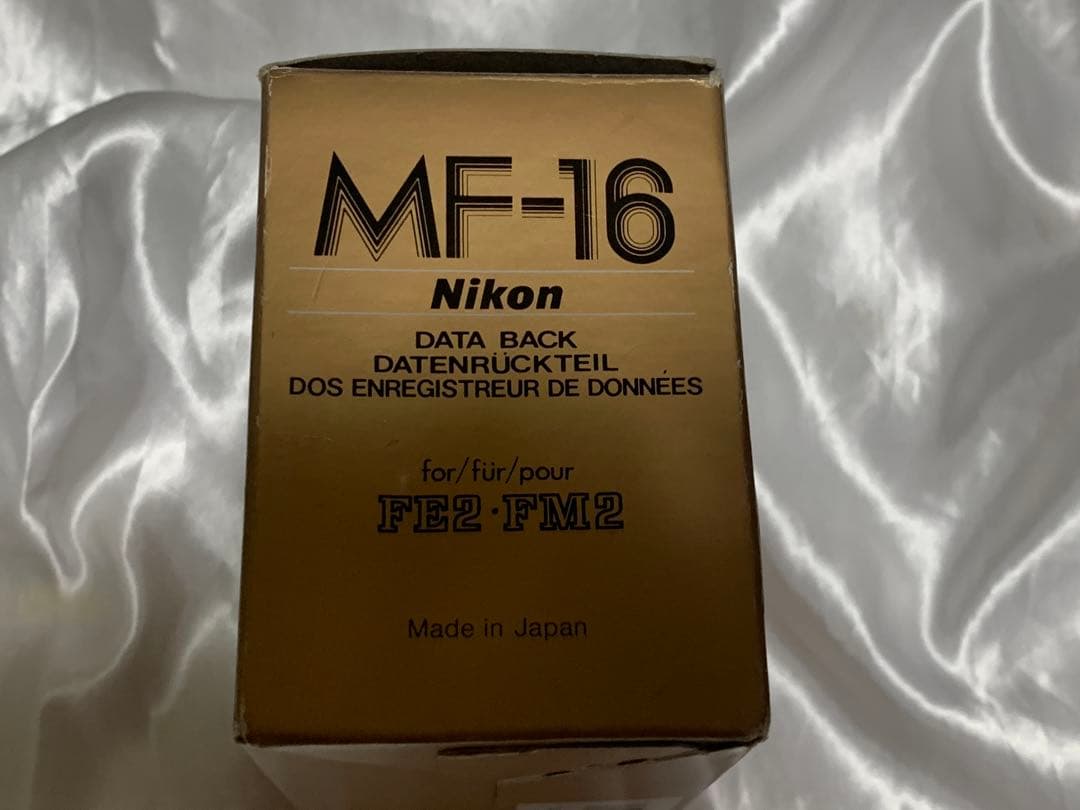 MF-16
Nikon
DATA BACK
DATENRÜCKTEIL
DOS ENREGISTREUR DE DONNÉES
for/für/pour
FE2·FM2
Made in Japan